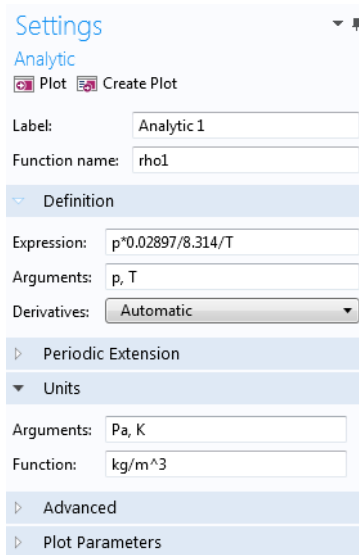 Settings
Analytic
Plot Create Plot
Label: Analytic 1
Function name: rho1
Definition
Expression: p*0.02897/8.314/T
Arguments: p, T
Derivatives: Automatic
Periodic Extension
Units
Arguments: Pa, K
Function: kg/m^3
Advanced
Plot Parameters